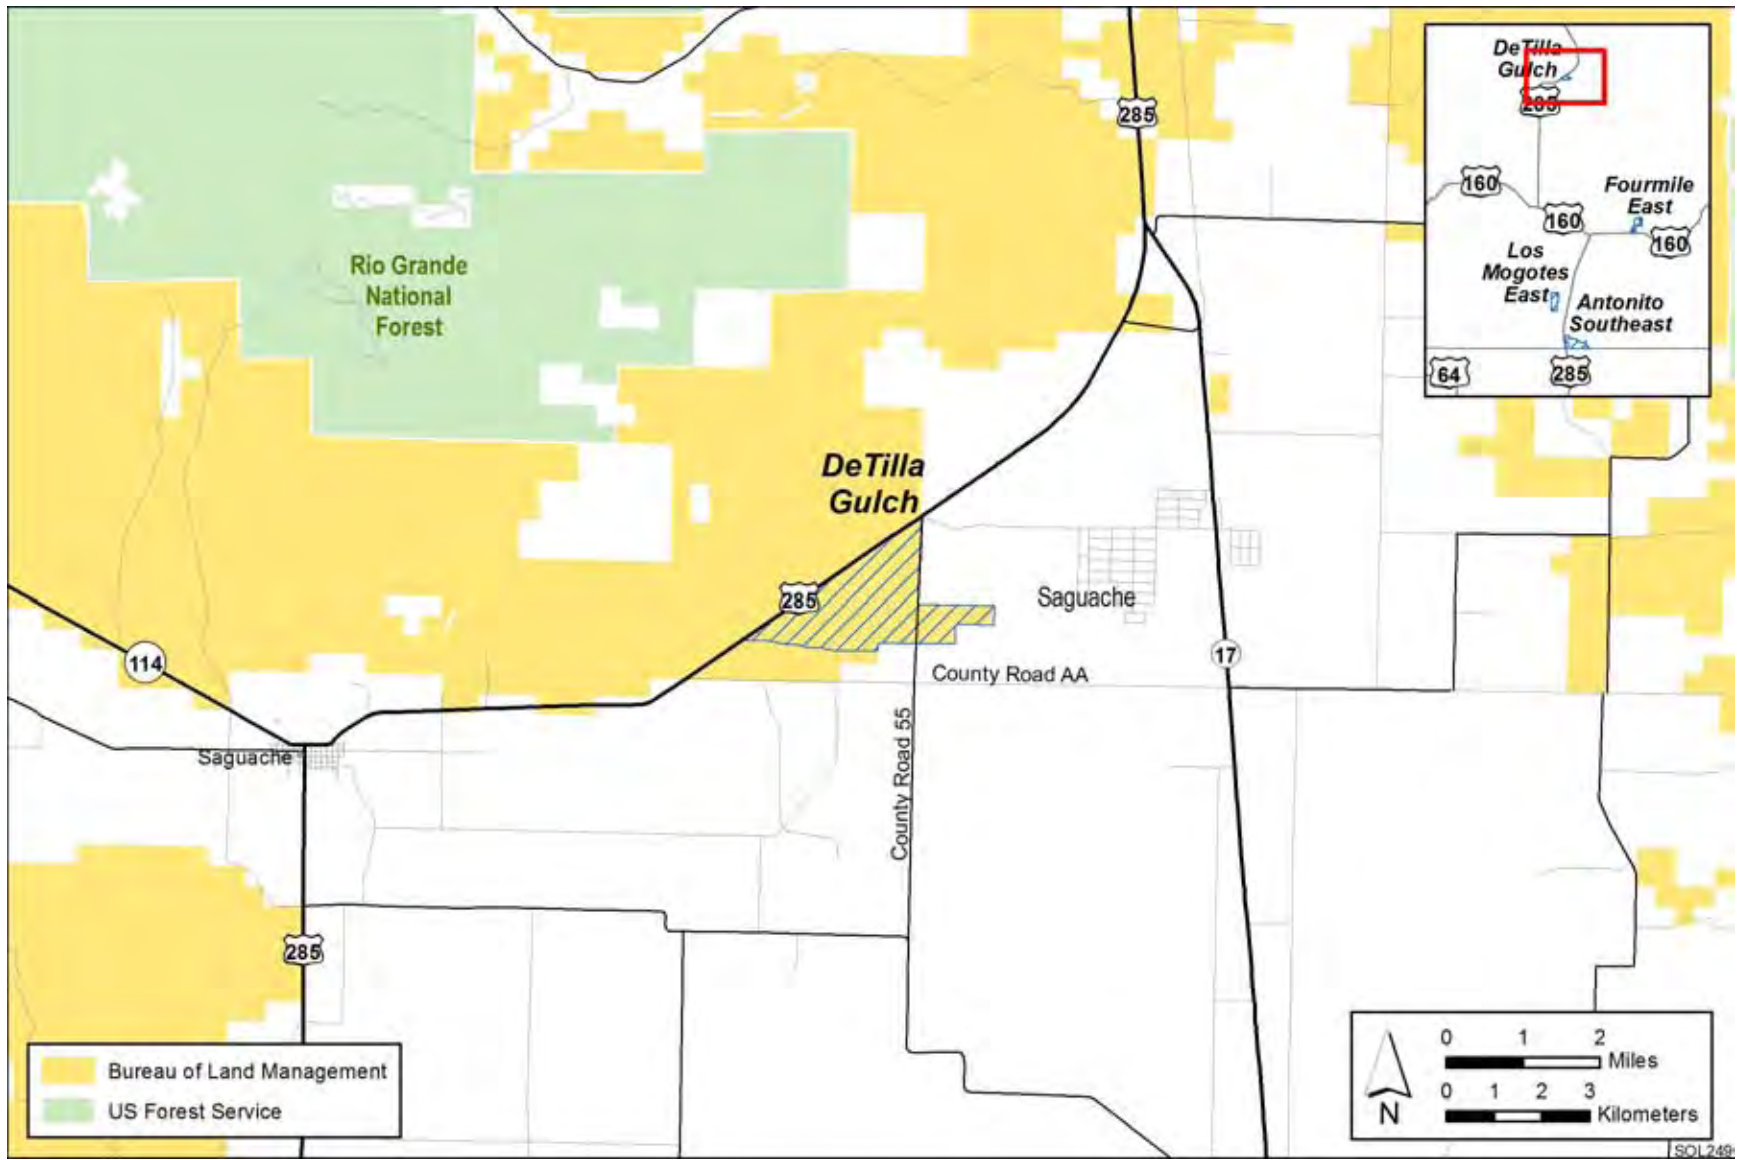 DeTilla
Gulch
285
160
Fourmile
East
160
160
Los
Mogotes
East
Antonito
Southeast
64
285
285
Rio Grande
National
Forest
DeTilla
Gulch
285
Saguache
114
17
County Road AA
County Road 55
Saguache
285
Bureau of Land Management
US Forest Service
0 1 2
Miles
0 1 2 3
Kilometers
N
SOL249